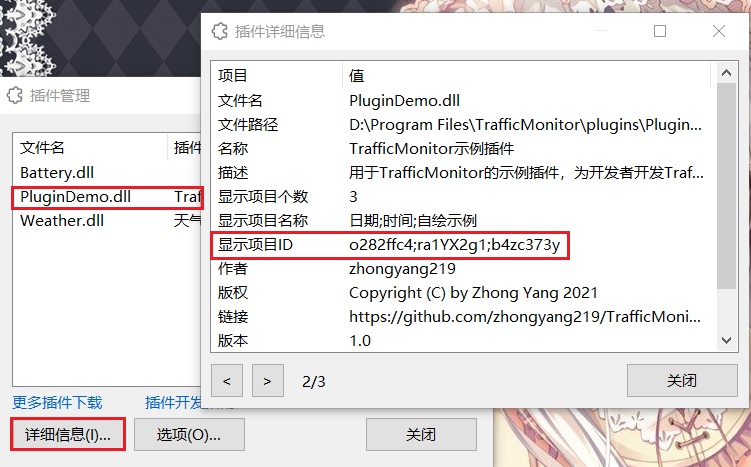 插件详细信息
项目 值
文件名 PluginDemo.dll
文件路径 D:\Program Files\TrafficMonitor\plugins\Plugin...
名称 TrafficMonitor示例插件
描述 用于TrafficMonitor的示例插件，为开发者开发Traf...
显示项目个数 3
显示项目名称 日期;时间;自绘示例
显示项目ID o282ffc4;ra1YX2g1;b4zc373y
作者 zhongyang219
版权 Copyright (C) by Zhong Yang 2021
链接 https://github.com/zhongyang219/TrafficMoni...
版本 1.0
< > 2/3 关闭
插件管理
文件名 插件
Battery.dll
PluginDemo.dll Traf
Weather.dll 天气
更多插件下载 插件开发
详细信息(I)... 选项(O)... 关闭